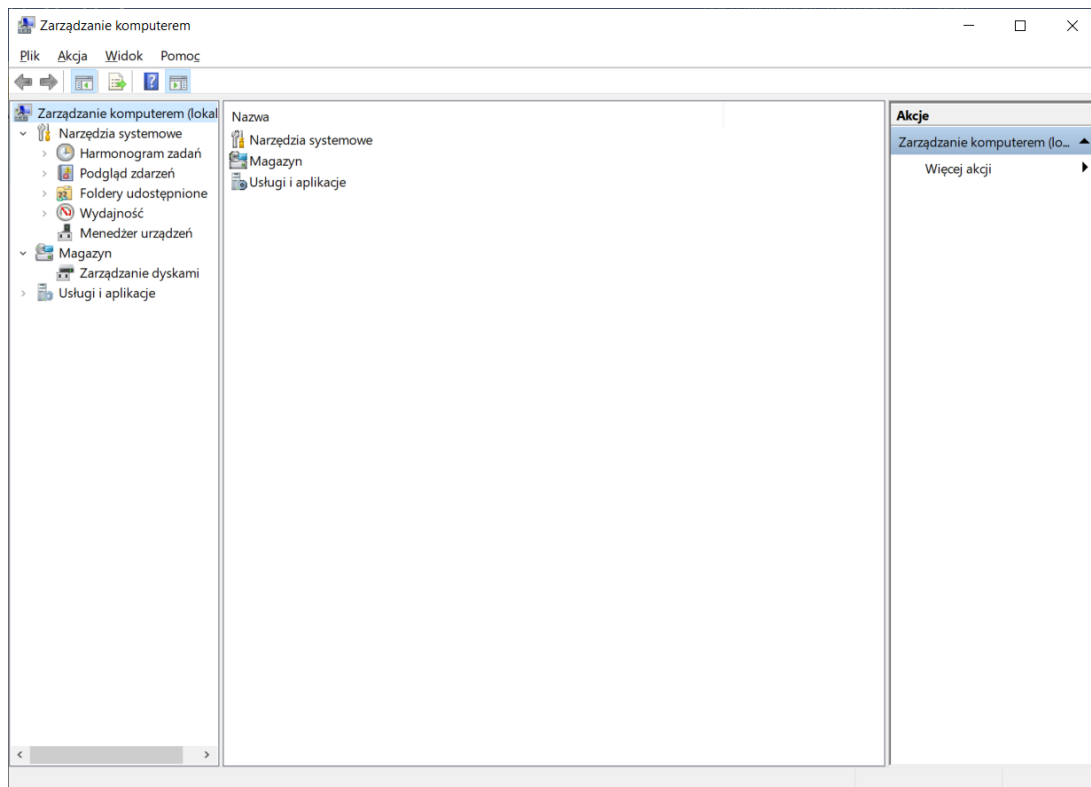 Zarządzanie komputerem
Plik Akcja Widok Pomoc
Zarządzanie komputerem (lokal
Narzędzia systemowe
Harmonogram zadań
Podgląd zdarzeń
Foldery udostępnione
Wydajność
Menedżer urządzeń
Magazyn
Zarządzanie dyskami
Usługi i aplikacje
Nazwa
Narzędzia systemowe
Magazyn
Usługi i aplikacje
Akcje
Zarządzanie komputerem (lo...
Więcej akcji